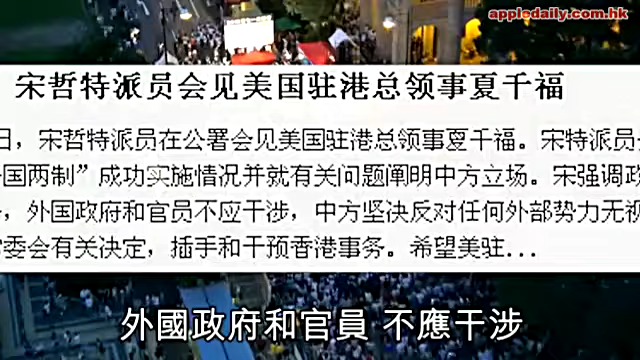 appledaily.com.hk
宋哲特派员会见美国驻港总领事夏千福
日，宋哲特派员在公署会见美国驻港总领事夏千福。宋特派员
国两制”成功实施情况并就有关问题阐明中方立场。宋强调政
，外国政府和官员不应干涉，中方坚决反对任何外部势力无视
委会有关决定，插手和干预香港事务。希望美驻...
外國政府和官員 不應干涉